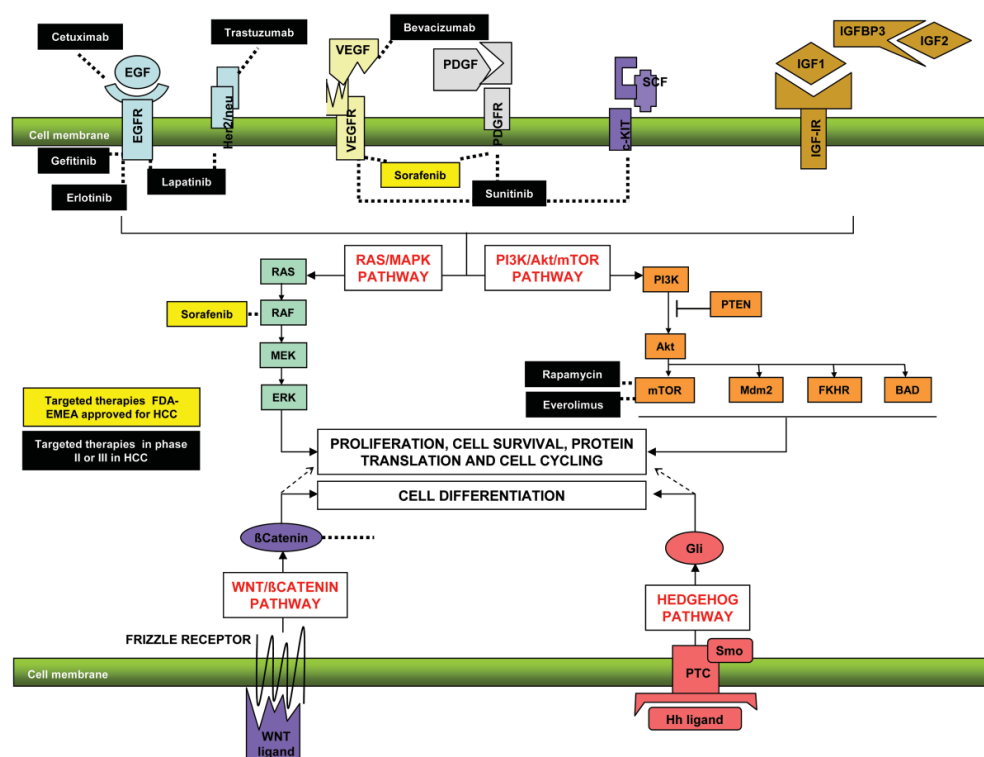 Cetuximab
Trastuzumab
Bevacizumab
EGF
VEGF
PDGF
SCF
IGFBP3
IGF2
IGF1
Cell membrane
EGFR
Her2/neu
VEGFR
PDGFR
c-KIT
IGF-IR
Gefitinib
Erlotinib
Lapatinib
Sorafenib
Sunitinib
RAS/MAPK
PATHWAY
PI3K/Akt/mTOR
PATHWAY
RAS
PI3K
Sorafenib
RAF
PTEN
MEK
Akt
Rapamycin
Everolimus
ERK
mTOR
Mdm2
FKHR
BAD
Targeted therapies FDA-
EMEA approved for HCC
Targeted therapies in phase
II or III in HCC
PROLIFERATION, CELL SURVIVAL, PROTEIN
TRANSLATION AND CELL CYCLING
CELL DIFFERENTIATION
ßCatenin
Gli
WNT/ßCATENIN
PATHWAY
HEDGEHOG
PATHWAY
FRIZZLE RECEPTOR
Smo
Cell membrane
PTC
Hh ligand
WNT
ligand